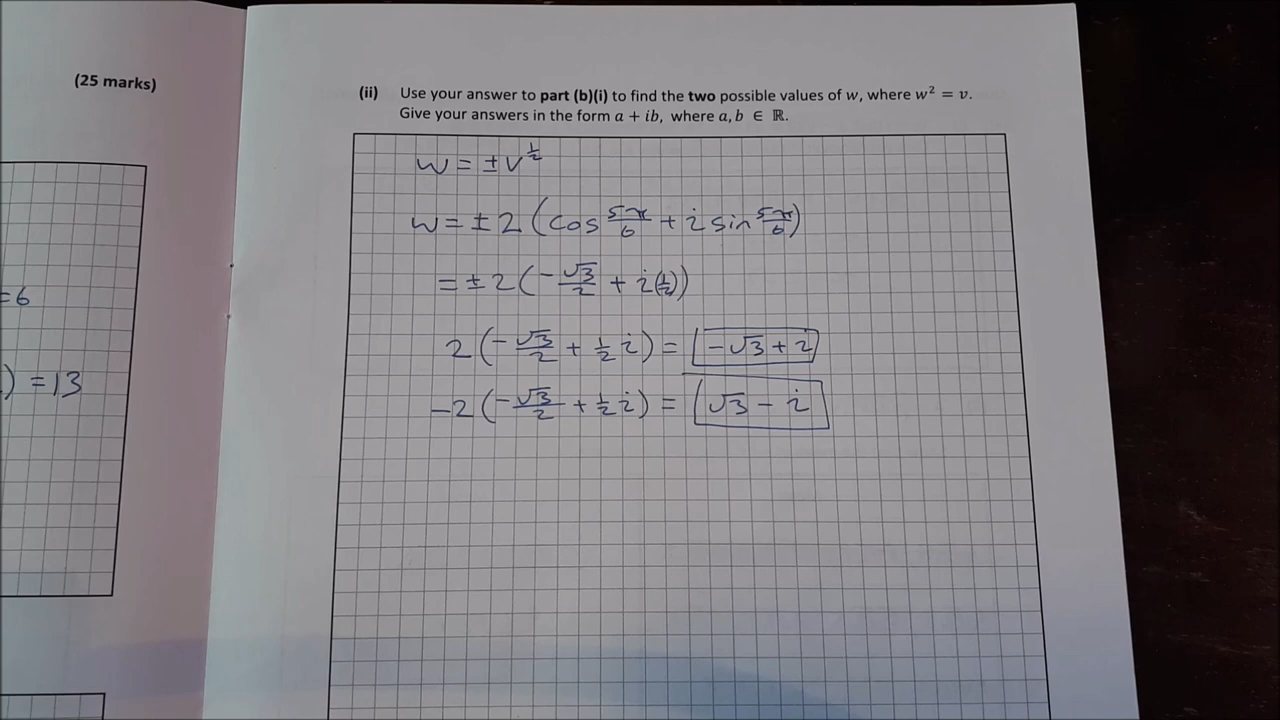 (25 marks)
=6
) =13
(ii) Use your answer to part (b)(i) to find the two possible values of w, where w² = v.
Give your answers in the form a + ib, where a, b ∈ ℝ.
w = ±v^½
w = ±2 (cos 5π/6 + i sin 5π/6)
= ±2 (-√3/2 + i(½))
2 (-√3/2 + ½ i) = -√3 + i
-2 (-√3/2 + ½ i) = √3 - i